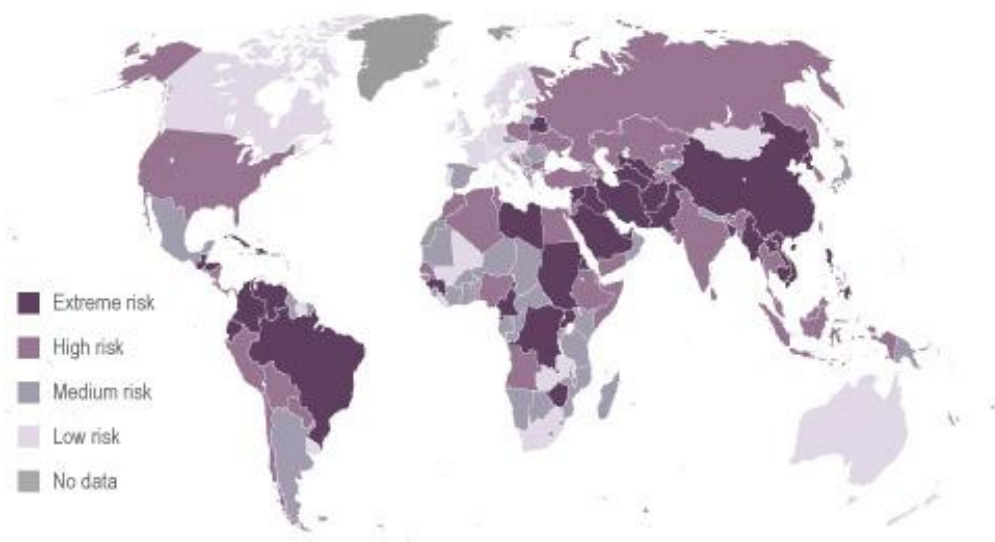 Extreme risk
High risk
Medium risk
Low risk
No data